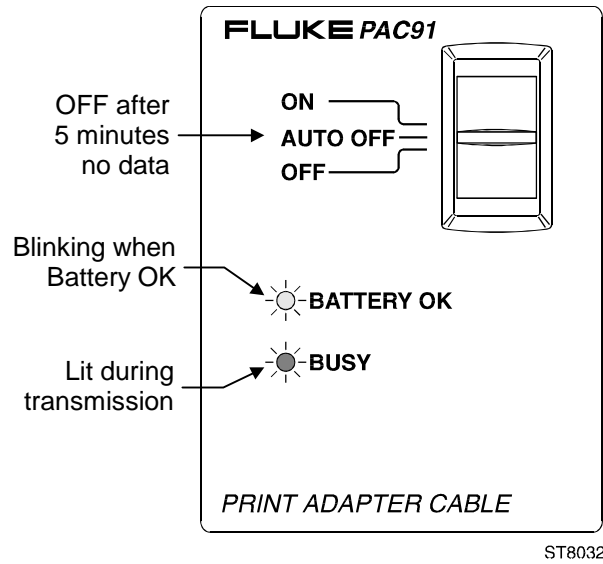 FLUKE PAC91
OFF after
5 minutes
no data
ON
AUTO OFF
OFF
Blinking when
Battery OK
BATTERY OK
Lit during
transmission
BUSY
PRINT ADAPTER CABLE
ST8032